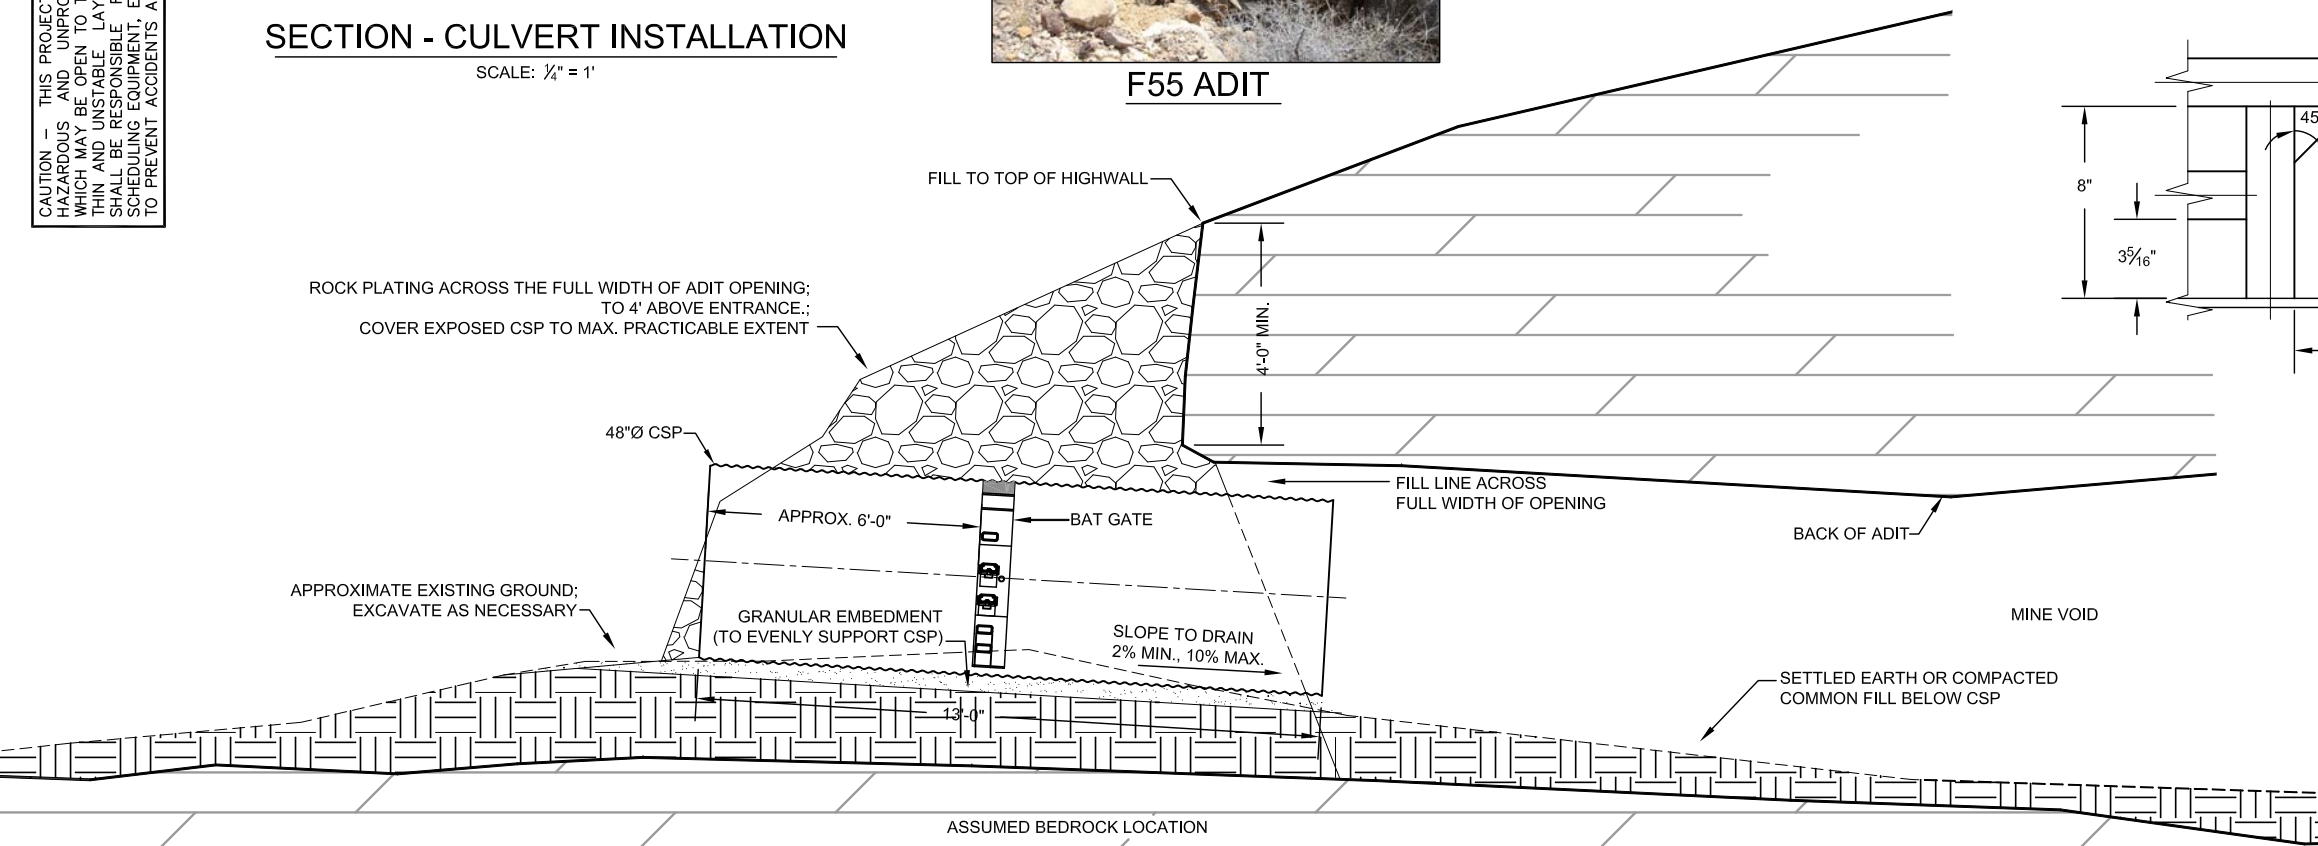 CAUTION – THIS PROJECT
HAZARDOUS AND UNPRO
WHICH MAY BE OPEN TO T
THIN AND UNSTABLE LAY
SHALL BE RESPONSIBLE F
SCHEDULING EQUIPMENT, E
TO PREVENT ACCIDENTS A
SECTION - CULVERT INSTALLATION
SCALE: ¼" = 1'
F55 ADIT
FILL TO TOP OF HIGHWALL
ROCK PLATING ACROSS THE FULL WIDTH OF ADIT OPENING;
TO 4' ABOVE ENTRANCE.;
COVER EXPOSED CSP TO MAX. PRACTICABLE EXTENT
4'-0" MIN.
48"Ø CSP
APPROX. 6'-0"
BAT GATE
FILL LINE ACROSS
FULL WIDTH OF OPENING
BACK OF ADIT
APPROXIMATE EXISTING GROUND;
EXCAVATE AS NECESSARY
GRANULAR EMBEDMENT
(TO EVENLY SUPPORT CSP)
SLOPE TO DRAIN
2% MIN., 10% MAX.
MINE VOID
SETTLED EARTH OR COMPACTED
COMMON FILL BELOW CSP
13'-0"
ASSUMED BEDROCK LOCATION
45
8"
3 5/16"